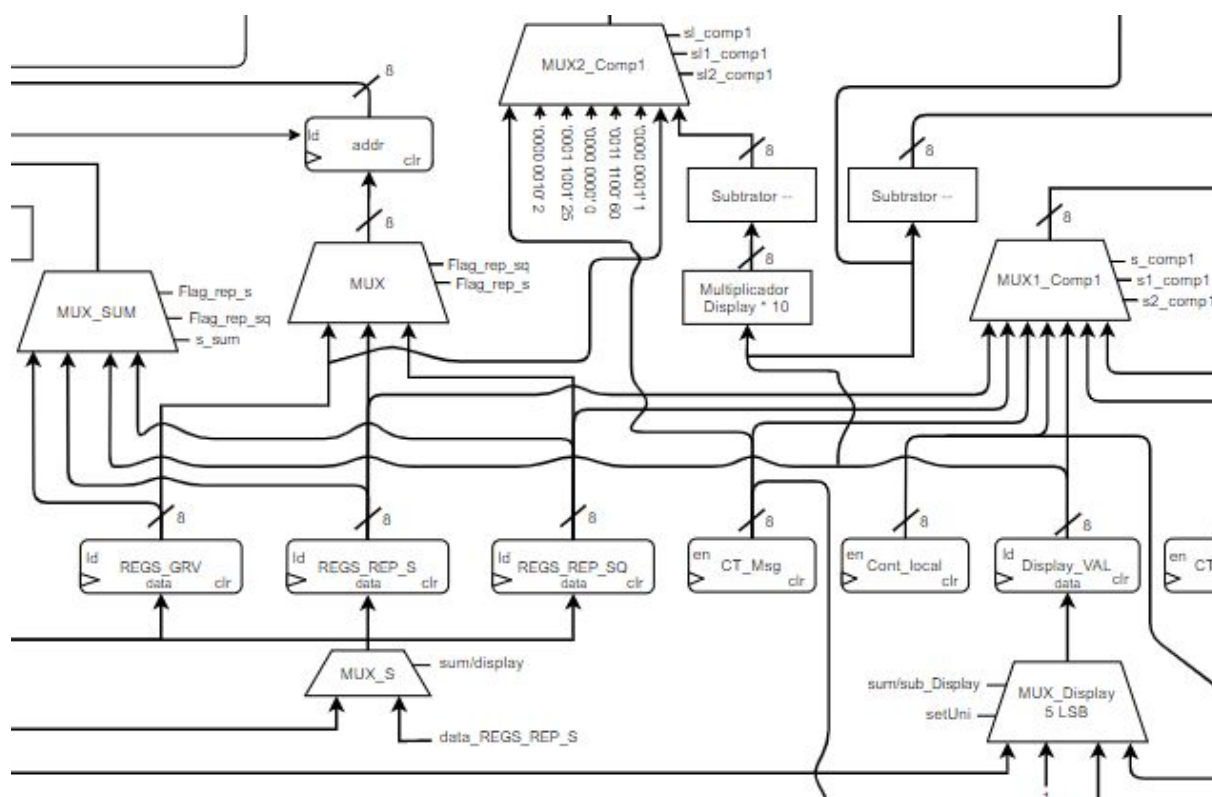 sl_comp1
sl1_comp1
sl2_comp1
MUX2_Comp1
8
ld
addr
clr
'0000 0010' 2
'0001 1001' 25
'0000 0000' 0
'0011 1100' 60
'0000 0001' 1
8
8
Subtrator --
Subtrator --
8
8
8
MUX
Flag_rep_sq
Flag_rep_s
Multiplicador
Display * 10
MUX1_Comp1
s_comp1
s1_comp1
s2_comp1
MUX_SUM
Flag_rep_s
Flag_rep_sq
s_sum
8
8
8
8
8
8
ld
REGS_GRV
data
clr
ld
REGS_REP_S
data
clr
ld
REGS_REP_SQ
data
clr
en
CT_Msg
clr
en
Cont_local
clr
ld
Display_VAL
data
clr
en
CT
MUX_S
sum/display
data_REGS_REP_S
sum/sub_Display
setUni
MUX_Display
5 LSB